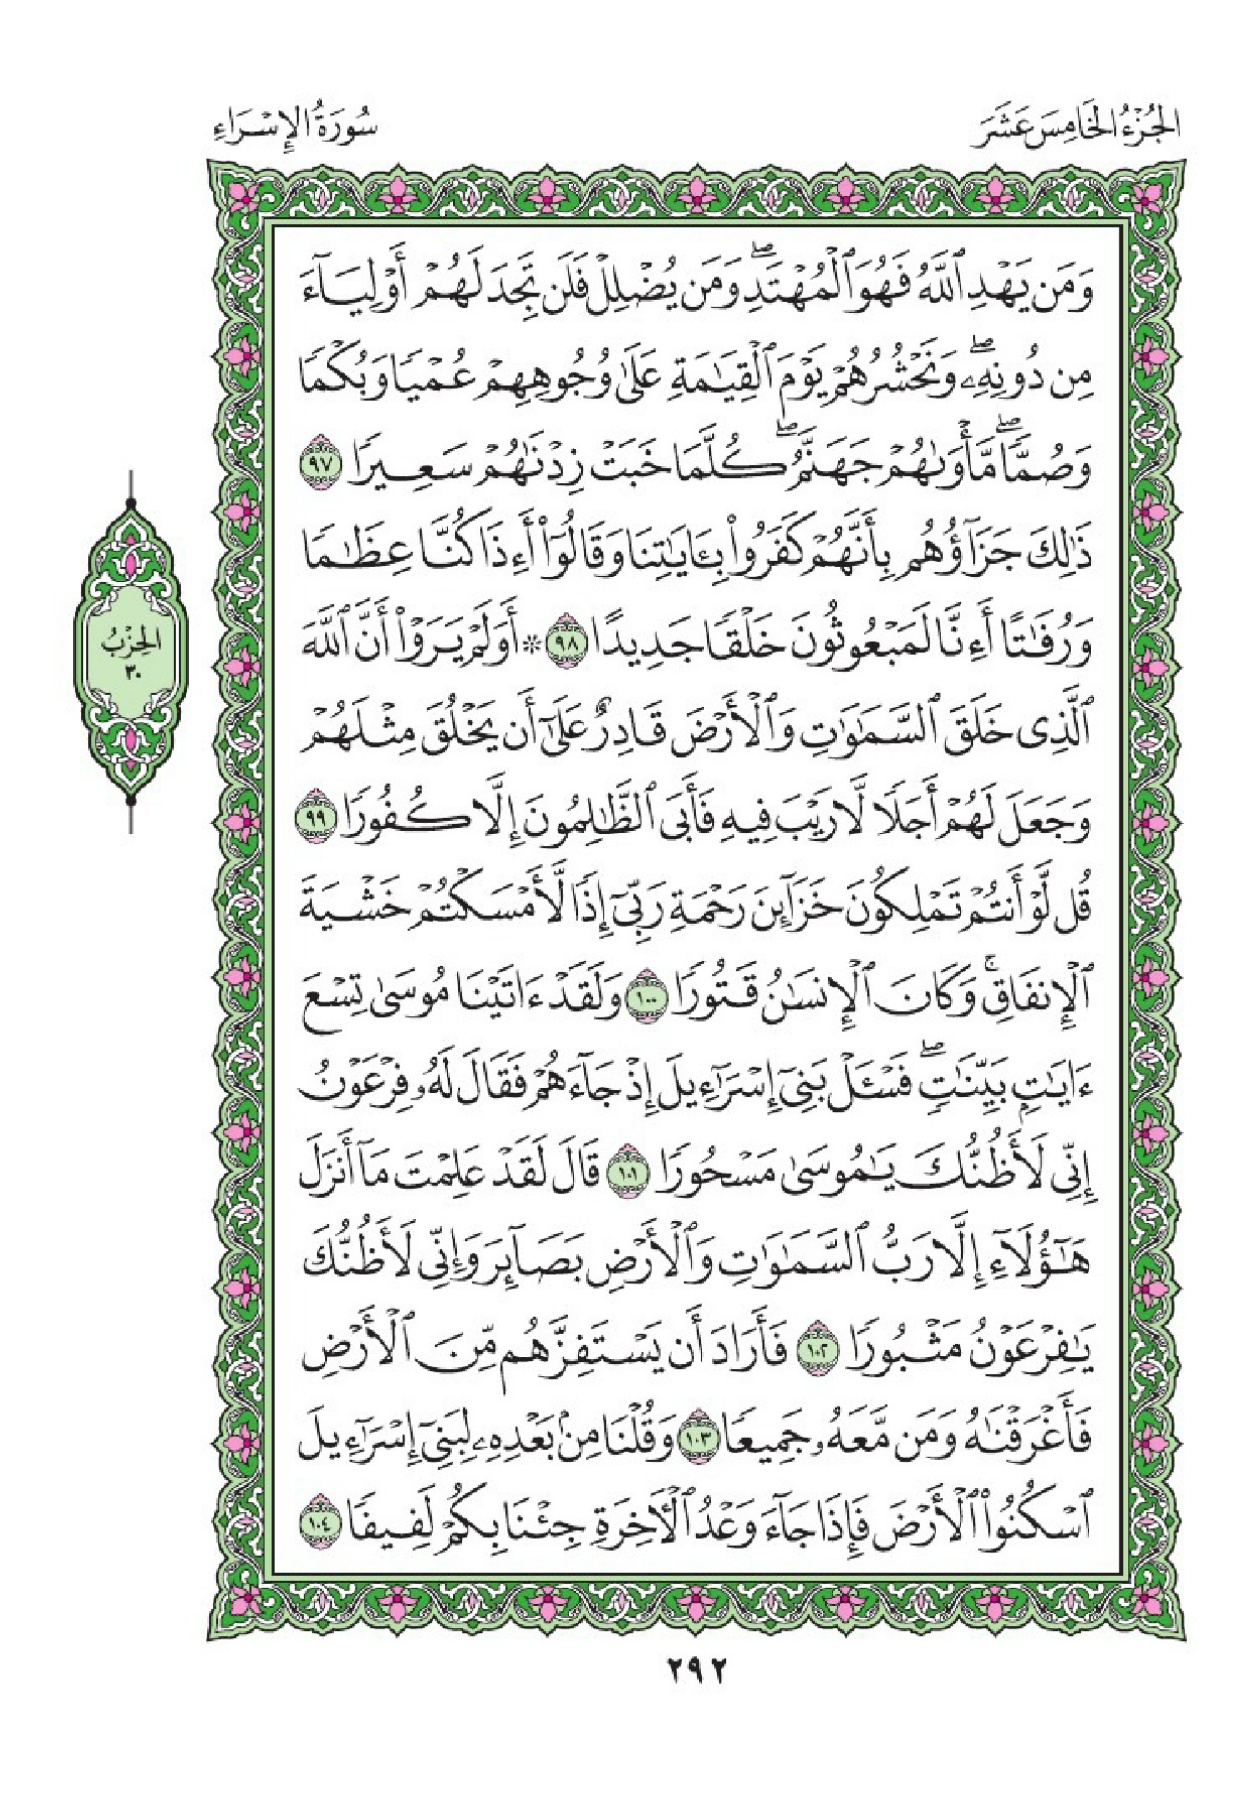 الجُزْءُ الخَامِسَ عَشَرَ
سُورَةُ الإِسْرَاءِ
وَمَن يَهْدِ ٱللَّهُ فَهُوَ ٱلْمُهْتَدِۖ وَمَن يُضْلِلْ فَلَن تَجِدَ لَهُمْ أَوْلِيَآءَ
مِن دُونِهِۦۖ وَنَحْشُرُهُمْ يَوْمَ ٱلْقِيَـٰمَةِ عَلَىٰ وُجُوهِهِمْ عُمْيًا وَبُكْمًا
وَصُمًّاۖ مَّأْوَىٰهُمْ جَهَنَّمُۖ كُلَّمَا خَبَتْ زِدْنَـٰهُمْ سَعِيرًا ٩٧
ذَٰلِكَ جَزَآؤُهُم بِأَنَّهُمْ كَفَرُوا۟ بِـَٔايَـٰتِنَا وَقَالُوٓا۟ أَءِذَا كُنَّا عِظَـٰمًا
وَرُفَـٰتًا أَءِنَّا لَمَبْعُوثُونَ خَلْقًا جَدِيدًا ٩٨ ۞ أَوَلَمْ يَرَوْا۟ أَنَّ ٱللَّهَ
ٱلَّذِى خَلَقَ ٱلسَّمَـٰوَٰتِ وَٱلْأَرْضَ قَادِرٌ عَلَىٰٓ أَن يَخْلُقَ مِثْلَهُمْ
وَجَعَلَ لَهُمْ أَجَلًا لَّا رَيْبَ فِيهِ فَأَبَى ٱلظَّـٰلِمُونَ إِلَّا كُفُورًا ٩٩
قُل لَّوْ أَنتُمْ تَمْلِكُونَ خَزَآئِنَ رَحْمَةِ رَبِّىٓ إِذًا لَّأَمْسَكْتُمْ خَشْيَةَ
ٱلْإِنفَاقِۚ وَكَانَ ٱلْإِنسَـٰنُ قَتُورًا ١٠٠ وَلَقَدْ ءَاتَيْنَا مُوسَىٰ تِسْعَ
ءَايَـٰتٍۭ بَيِّنَـٰتٍۖ فَسْـَٔلْ بَنِىٓ إِسْرَٰٓءِيلَ إِذْ جَآءَهُمْ فَقَالَ لَهُۥ فِرْعَوْنُ
إِنِّى لَأَظُنُّكَ يَـٰمُوسَىٰ مَسْحُورًا ١٠١ قَالَ لَقَدْ عَلِمْتَ مَآ أَنزَلَ
هَـٰٓؤُلَآءِ إِلَّا رَبُّ ٱلسَّمَـٰوَٰتِ وَٱلْأَرْضِ بَصَآئِرَ وَإِنِّى لَأَظُنُّكَ
يَـٰفِرْعَوْنُ مَثْبُورًا ١٠٢ فَأَرَادَ أَن يَسْتَفِزَّهُم مِّنَ ٱلْأَرْضِ
فَأَغْرَقْنَـٰهُ وَمَن مَّعَهُۥ جَمِيعًا ١٠٣ وَقُلْنَا مِنۢ بَعْدِهِۦ لِبَنِىٓ إِسْرَٰٓءِيلَ
ٱسْكُنُوا۟ ٱلْأَرْضَ فَإِذَا جَآءَ وَعْدُ ٱلْـَٔاخِرَةِ جِئْنَا بِكُمْ لَفِيفًا ١٠٤
الحِزْبُ
٣٠
٢٩٢